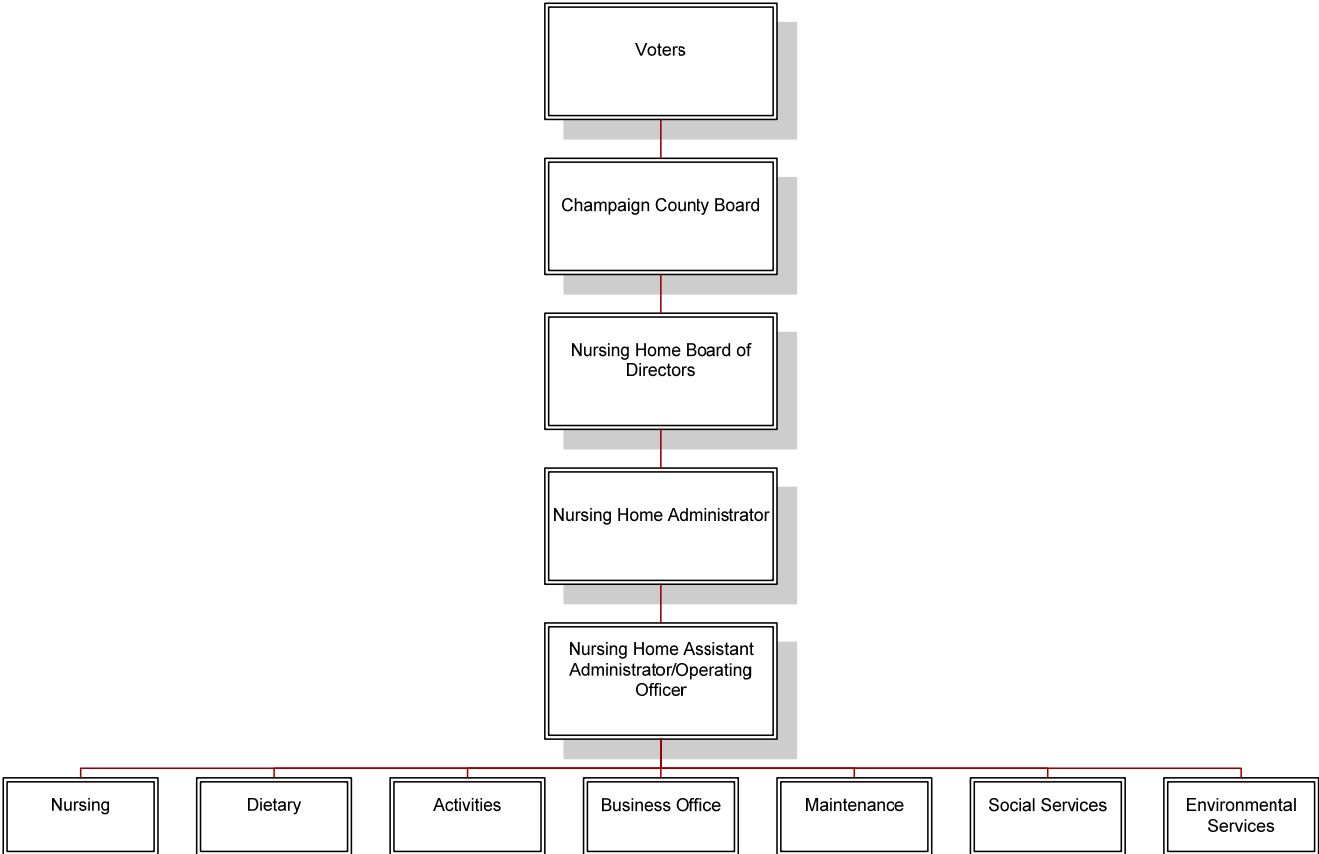 Voters
Champaign County Board
Nursing Home Board of
Directors
Nursing Home Administrator
Nursing Home Assistant
Administrator/Operating
Officer
Nursing
Dietary
Activities
Business Office
Maintenance
Social Services
Environmental
Services